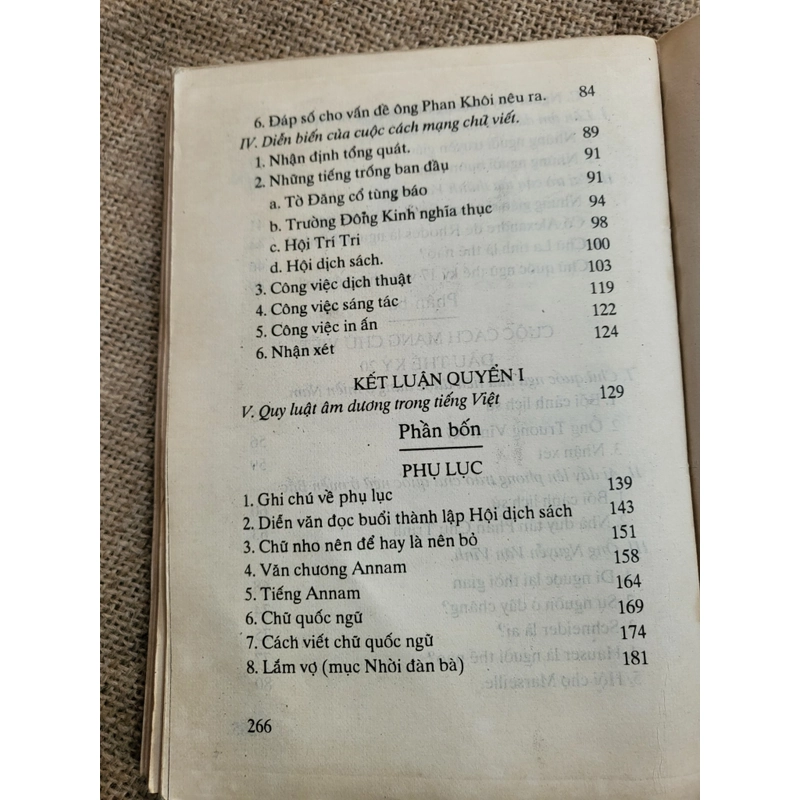 6. Đáp số cho vấn đề ông Phan Khôi nêu ra. 84
IV. Diễn biến của cuộc cách mạng chữ viết.
1. Nhận định tổng quát. 89
2. Những tiếng trống ban đầu 91
a. Tờ Đăng cổ tùng báo 91
b. Trường Đông Kinh nghĩa thục 94
c. Hội Trí Tri 98
d. Hội dịch sách. 100
3. Công việc dịch thuật 103
4. Công việc sáng tác 119
5. Công việc in ấn 122
6. Nhận xét 124
KẾT LUẬN QUYỂN I
V. Quy luật âm dương trong tiếng Việt 129
Phần bốn
PHỤ LỤC
1. Ghi chú về phụ lục 139
2. Diễn văn đọc buổi thành lập Hội dịch sách 143
3. Chữ nho nên để hay là nên bỏ 151
4. Văn chương Annam 158
5. Tiếng Annam 164
6. Chữ quốc ngữ 169
7. Cách viết chữ quốc ngữ 174
8. Lắm vợ (mục Nhời đàn bà) 181
266